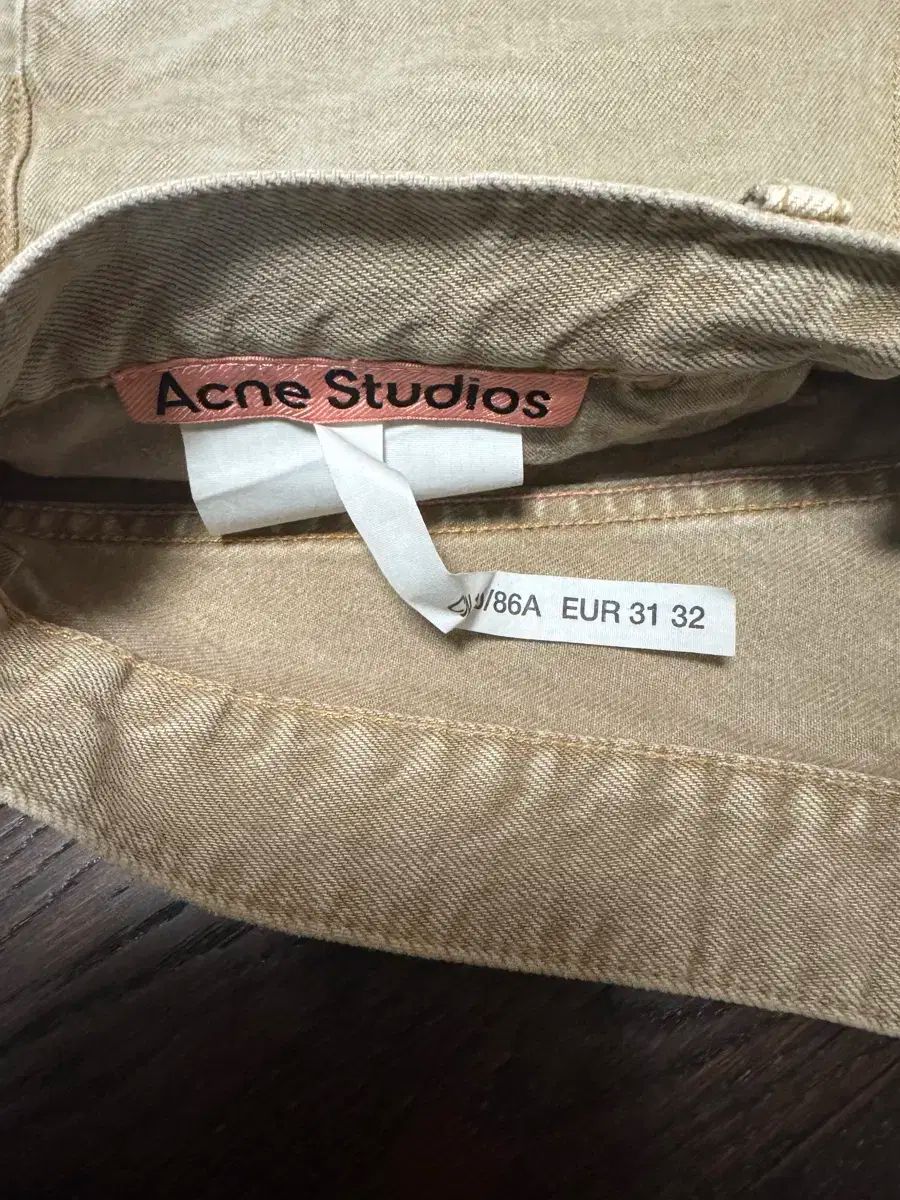 Acne Studios
/86A EUR 31 32